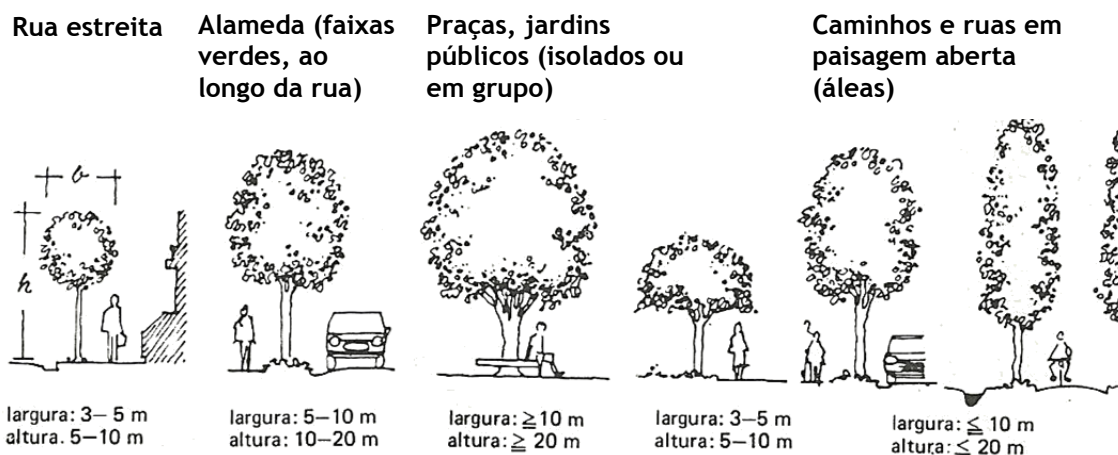 Rua estreita
Alameda (faixas
verdes, ao
longo da rua)
Praças, jardins
públicos (isolados ou
em grupo)
Caminhos e ruas em
paisagem aberta
(áleas)
b
h
largura: 3— 5 m
altura. 5—10 m
largura: 5—10 m
altura: 10—20 m
largura: ≧10 m
altura: ≧ 20 m
largura: 3—5 m
altura: 5—10 m
largura: ≦ 10 m
altura: ≤ 20 m